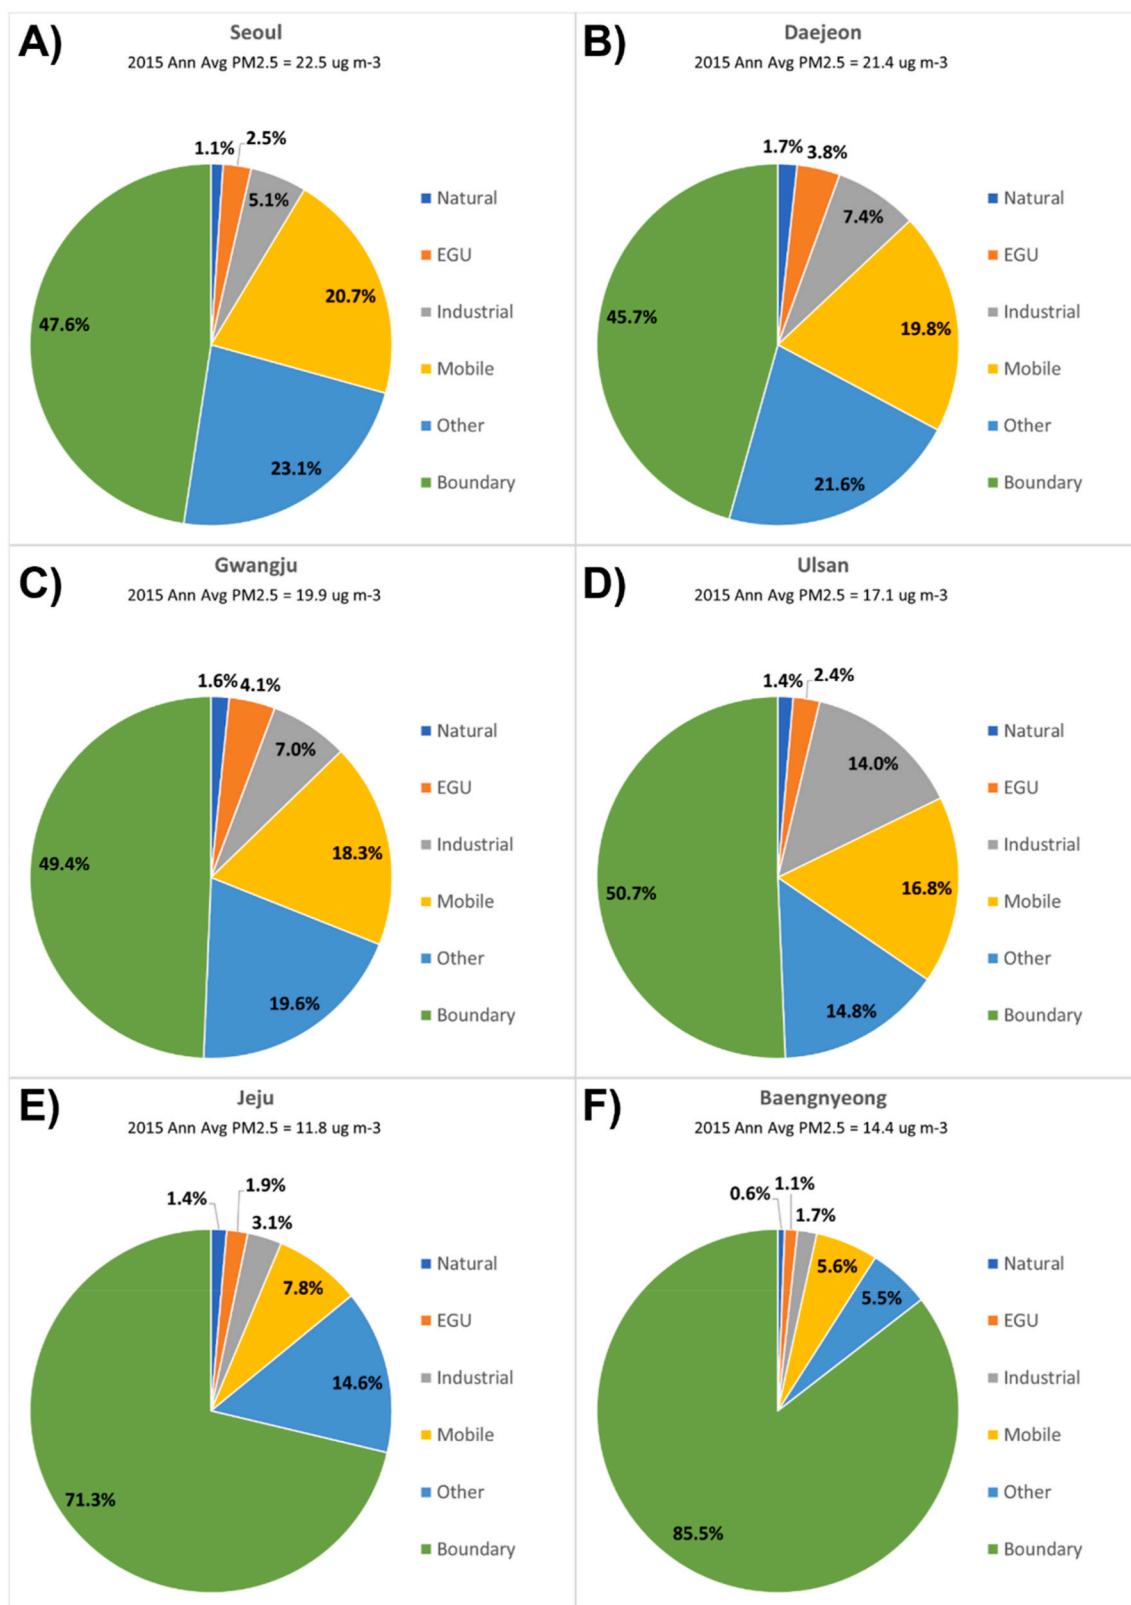 A)
Seoul
2015 Ann Avg PM2.5 = 22.5 ug m-3
1.1%
2.5%
5.1%
20.7%
23.1%
47.6%
Natural
EGU
Industrial
Mobile
Other
Boundary
B)
Daejeon
2015 Ann Avg PM2.5 = 21.4 ug m-3
1.7%
3.8%
7.4%
19.8%
21.6%
45.7%
Natural
EGU
Industrial
Mobile
Other
Boundary
C)
Gwangju
2015 Ann Avg PM2.5 = 19.9 ug m-3
1.6%
4.1%
7.0%
18.3%
19.6%
49.4%
Natural
EGU
Industrial
Mobile
Other
Boundary
D)
Ulsan
2015 Ann Avg PM2.5 = 17.1 ug m-3
1.4%
2.4%
14.0%
16.8%
14.8%
50.7%
Natural
EGU
Industrial
Mobile
Other
Boundary
E)
Jeju
2015 Ann Avg PM2.5 = 11.8 ug m-3
1.4%
1.9%
3.1%
7.8%
14.6%
71.3%
Natural
EGU
Industrial
Mobile
Other
Boundary
F)
Baengnyeong
2015 Ann Avg PM2.5 = 14.4 ug m-3
0.6%
1.1%
1.7%
5.6%
5.5%
85.5%
Natural
EGU
Industrial
Mobile
Other
Boundary